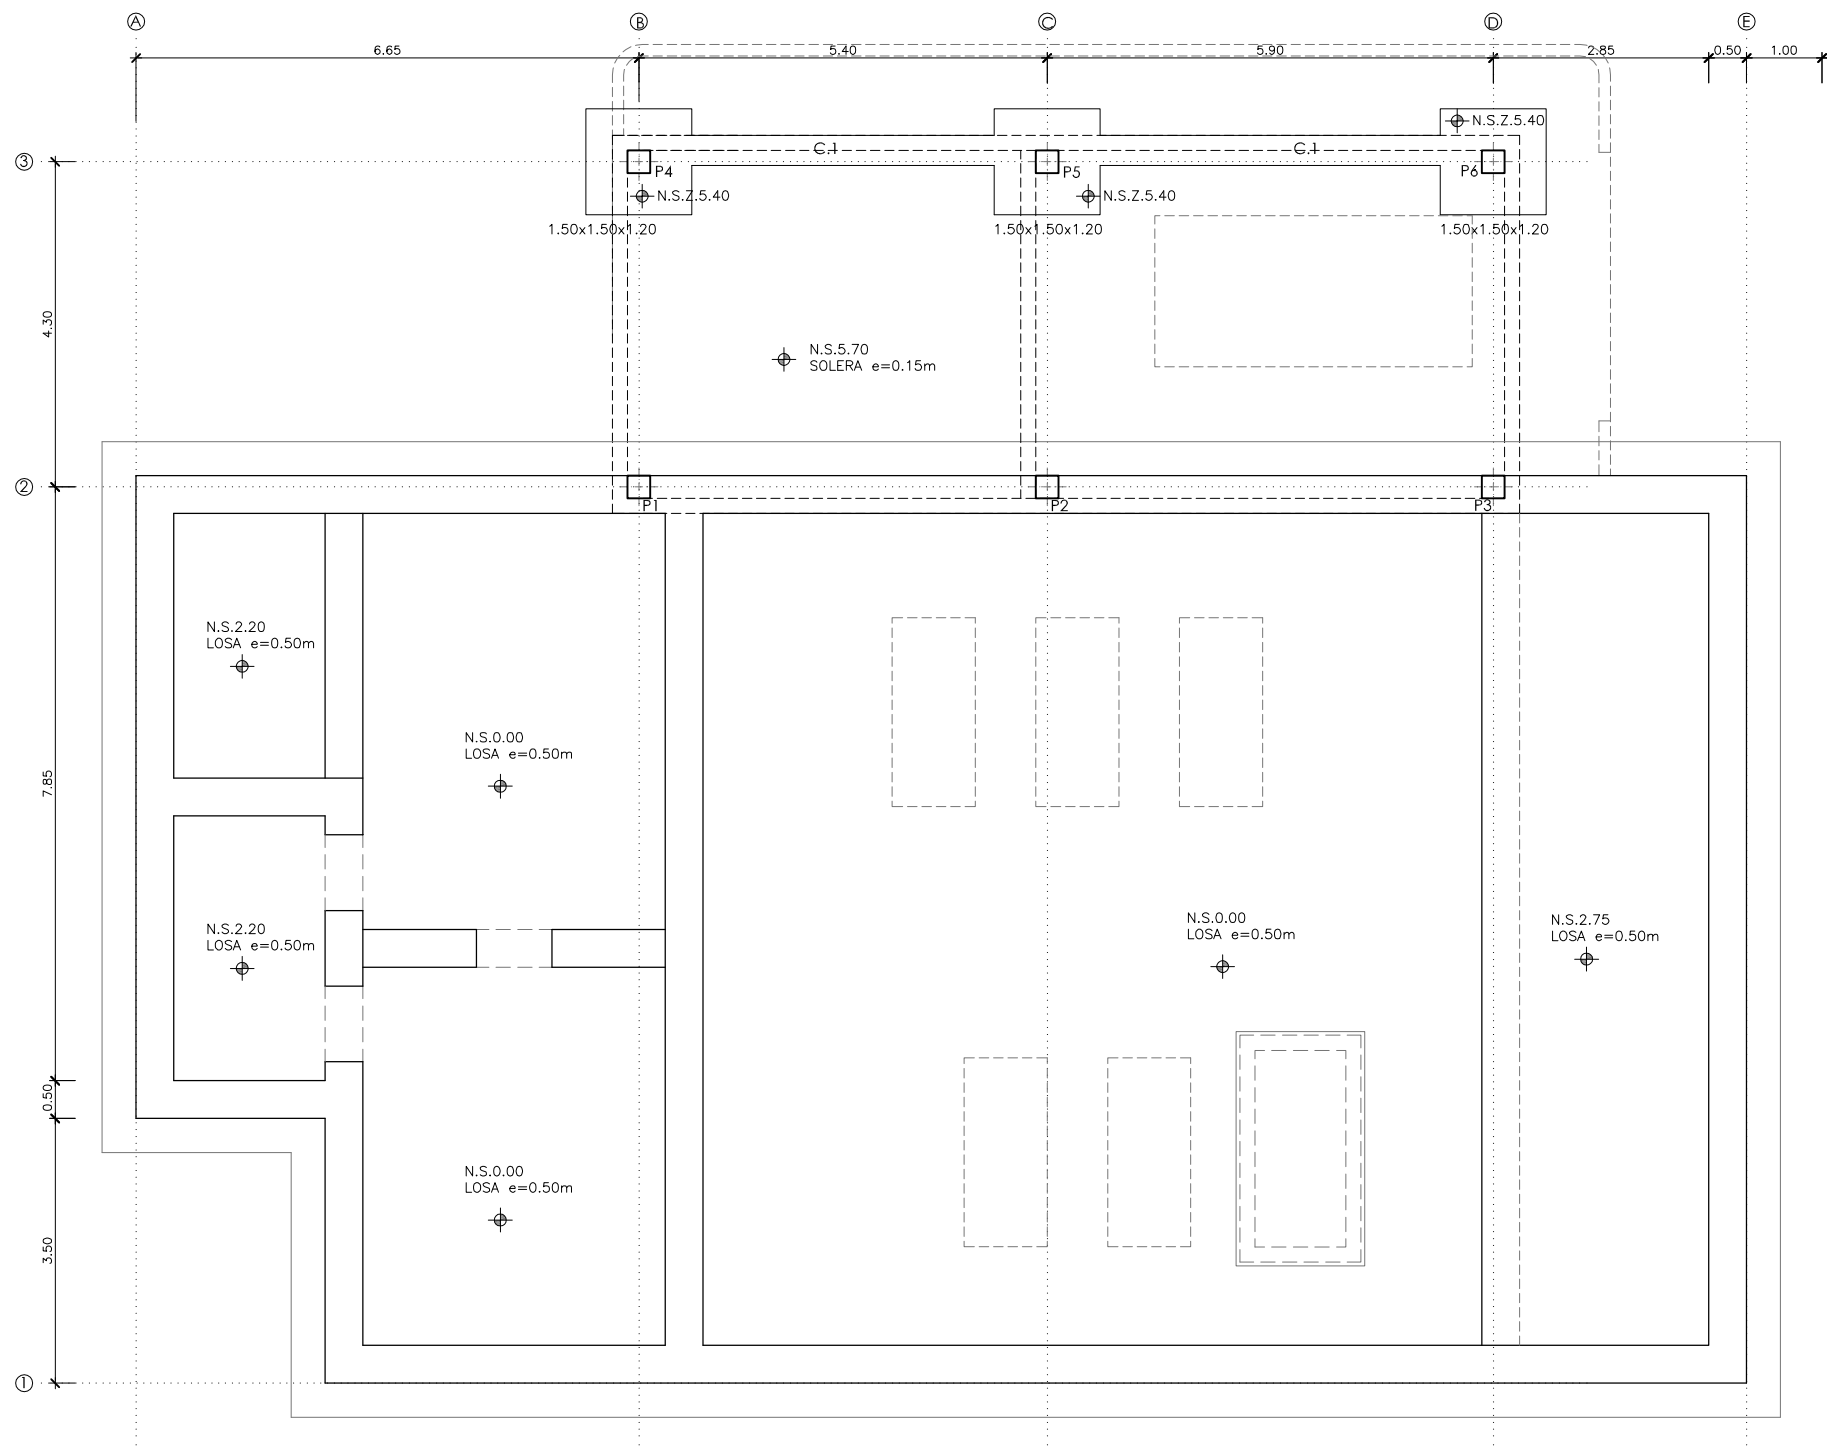 A
B
C
D
E
6.65
5.40
5.90
2.85
0.50
1.00
N.S.Z.5.40
C.1
C.1
3
P4
P5
P6
N.S.Z.5.40
N.S.Z.5.40
1.50x1.50x1.20
1.50x1.50x1.20
1.50x1.50x1.20
4.30
N.S.5.70
SOLERA e=0.15m
2
P1
P2
P3
N.S.2.20
LOSA e=0.50m
N.S.0.00
LOSA e=0.50m
7.85
N.S.2.20
LOSA e=0.50m
N.S.0.00
LOSA e=0.50m
N.S.2.75
LOSA e=0.50m
0.50
N.S.0.00
LOSA e=0.50m
3.50
1